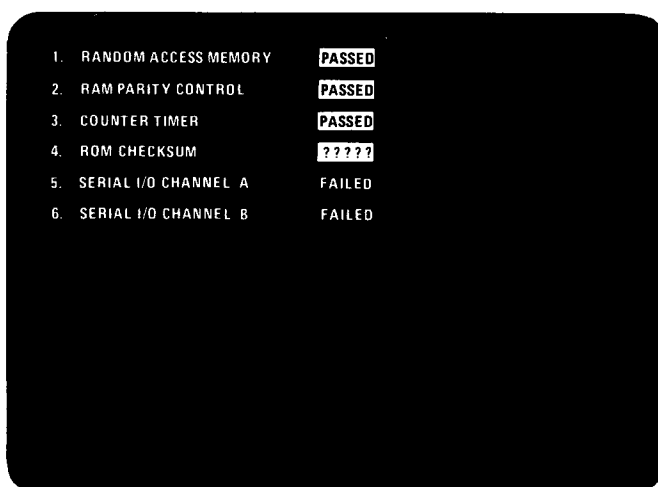 1. RANDOM ACCESS MEMORY PASSED
2. RAM PARITY CONTROL PASSED
3. COUNTER TIMER PASSED
4. ROM CHECKSUM ?????
5. SERIAL I/O CHANNEL A FAILED
6. SERIAL I/O CHANNEL B FAILED